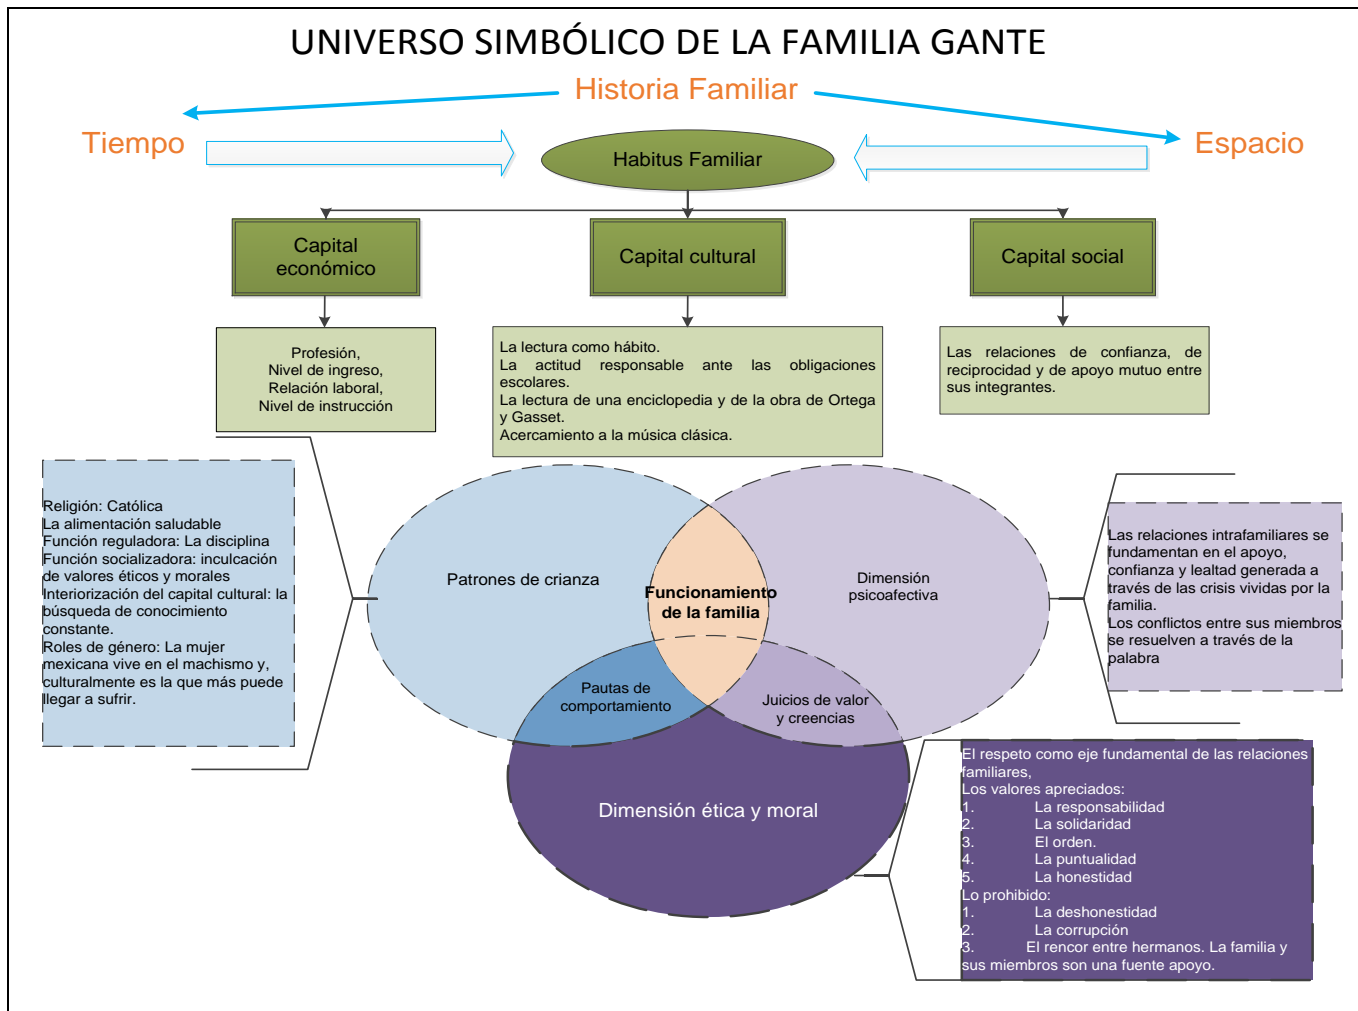 UNIVERSO SIMBÓLICO DE LA FAMILIA GANTE
Historia Familiar
Tiempo
Espacio
Habitus Familiar
Capital
económico
Capital cultural
Capital social
Profesión,
Nivel de ingreso,
Relación laboral,
Nivel de instrucción
La lectura como hábito.
La actitud responsable ante las obligaciones
escolares.
La lectura de una enciclopedia y de la obra de Ortega
y Gasset.
Acercamiento a la música clásica.
Las relaciones de confianza, de
reciprocidad y de apoyo mutuo entre
sus integrantes.
Religión: Católica
La alimentación saludable
Función reguladora: La disciplina
Función socializadora: inculcación
de valores éticos y morales
Interiorización del capital cultural: la
búsqueda de conocimiento
constante.
Roles de género: La mujer
mexicana vive en el machismo y,
culturalmente es la que más puede
llegar a sufrir.
Patrones de crianza
Funcionamiento
de la familia
Dimensión
psicoafectiva
Pautas de
comportamiento
Juicios de valor
y creencias
Dimensión ética y moral
Las relaciones intrafamiliares se
fundamentan en el apoyo,
confianza y lealtad generada a
través de las crisis vividas por la
familia.
Los conflictos entre sus miembros
se resuelven a través de la
palabra
El respeto como eje fundamental de las relaciones
familiares,
Los valores apreciados:
1. La responsabilidad
2. La solidaridad
3. El orden.
4. La puntualidad
5. La honestidad
Lo prohibido:
1. La deshonestidad
2. La corrupción
3. El rencor entre hermanos. La familia y
sus miembros son una fuente apoyo.